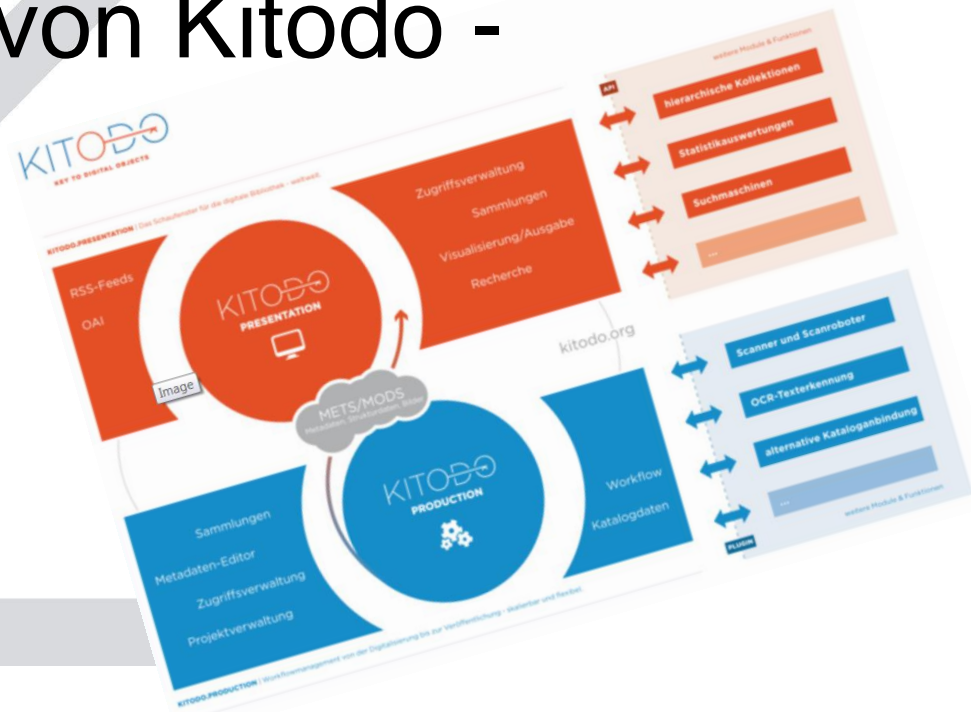 von Kitodo -
KITODO
KEY TO DIGITAL OBJECTS
KITODO.PRESENTATION | Das Schaufenster für die digitale Bibliothek - weltweit.
RSS-Feeds
OAI
KITODO
PRESENTATION
Zugriffsverwaltung
Sammlungen
Visualisierung/Ausgabe
Recherche
weitere Module & Funktionen
API
hierarchische Kollektionen
Statistikauswertungen
Suchmaschinen
...
kitodo.org
Image
METS/MODS
Metadaten, Strukturdaten, Bilder
Sammlungen
Metadaten-Editor
Zugriffsverwaltung
Projektverwaltung
KITODO
PRODUCTION
Workflow
Katalogdaten
Scanner und Scanroboter
OCR-Texterkennung
alternative Kataloganbindung
...
weitere Module & Funktionen
PLUGIN
KITODO.PRODUCTION | Workflowmanagement von der Digitalisierung bis zur Veröffentlichung - skalierbar und flexibel.